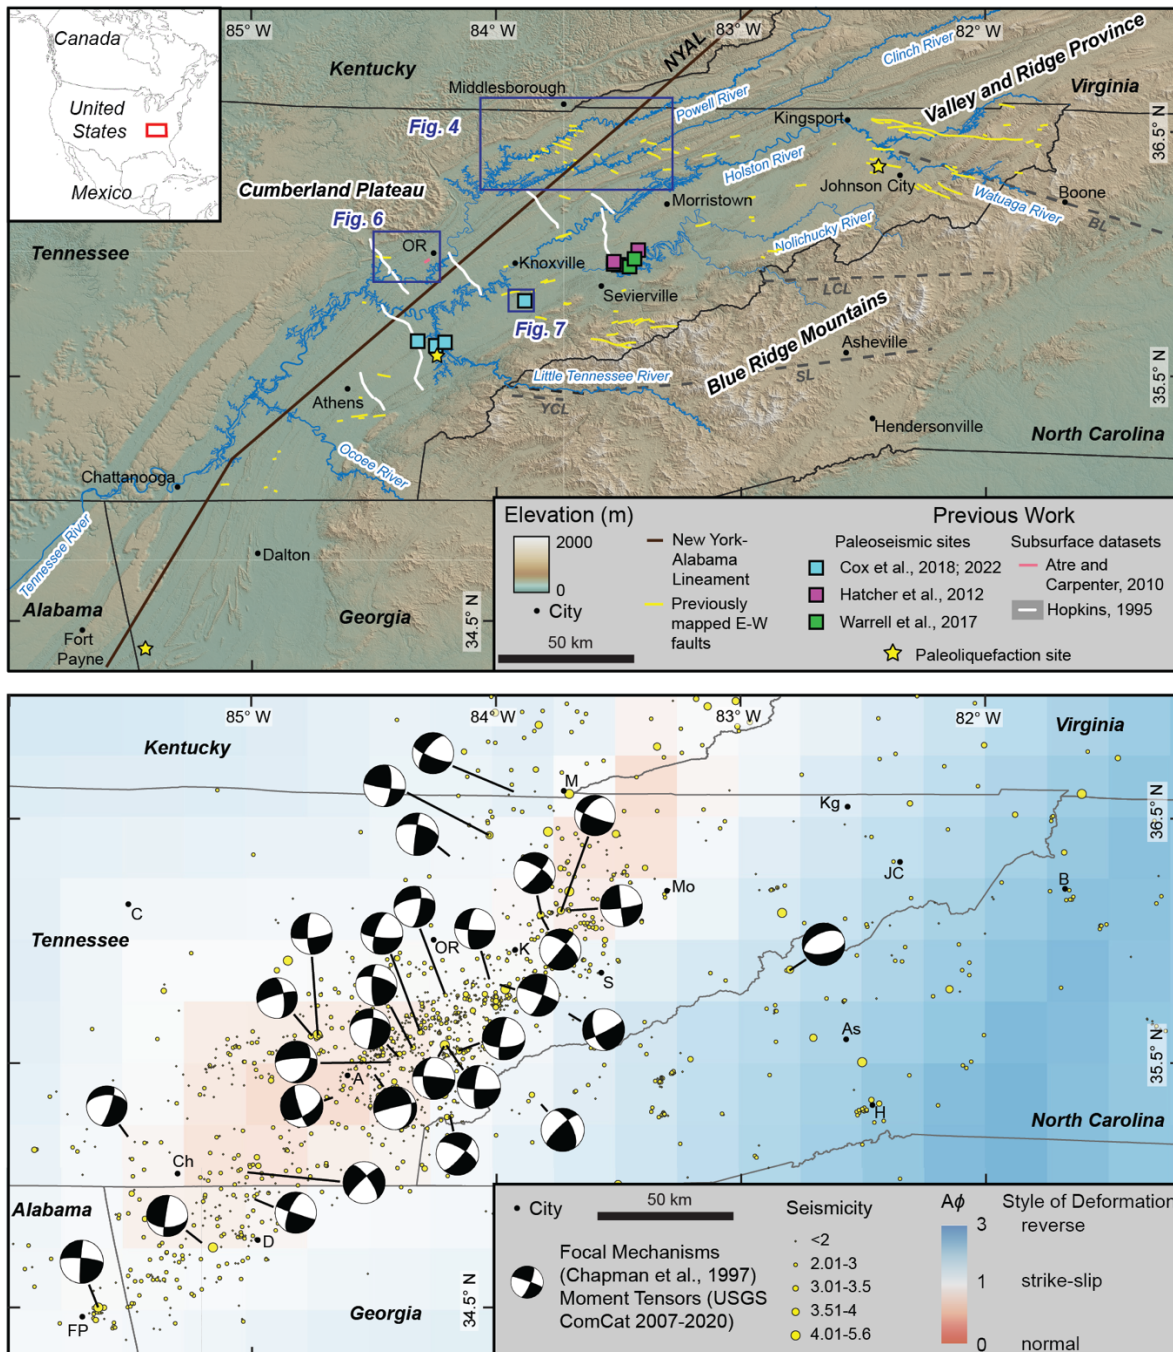 Canada
United
States
Mexico
85° W
84° W
83° W
82° W
Kentucky
NYAL
Clinch River
Middlesborough
Powell River
Valley and Ridge Province
Virginia
Fig. 4
Kingsport
36.5° N
Holston River
Cumberland Plateau
Johnson City
Watuaga River
Boone
BL
Fig. 6
Morristown
Nolichucky River
Tennessee
OR
Knoxville
Sevierville
LCL
Fig. 7
Blue Ridge Mountains
Asheville
SL
Little Tennessee River
YCL
35.5° N
Athens
Hendersonville
North Carolina
Ocoee River
Chattanooga
Tennessee River
Dalton
Alabama
Georgia
Fort
Payne
34.5° N
Elevation (m)
2000
0
City
50 km
New York-
Alabama
Lineament
Previously
mapped E-W
faults
Previous Work
Paleoseismic sites
Cox et al., 2018; 2022
Hatcher et al., 2012
Warrell et al., 2017
Paleoliquefaction site
Subsurface datasets
Atre and
Carpenter, 2010
Hopkins, 1995
85° W
84° W
83° W
82° W
Kentucky
Virginia
M
Kg
36.5° N
JC
B
Mo
C
Tennessee
OR
K
S
As
A
35.5° N
H
North Carolina
Ch
Alabama
D
Georgia
FP
34.5° N
City
50 km
Focal Mechanisms
(Chapman et al., 1997)
Moment Tensors (USGS
ComCat 2007-2020)
Seismicity
<2
2.01-3
3.01-3.5
3.51-4
4.01-5.6
Aϕ
Style of Deformation
3
reverse
1
strike-slip
0
normal